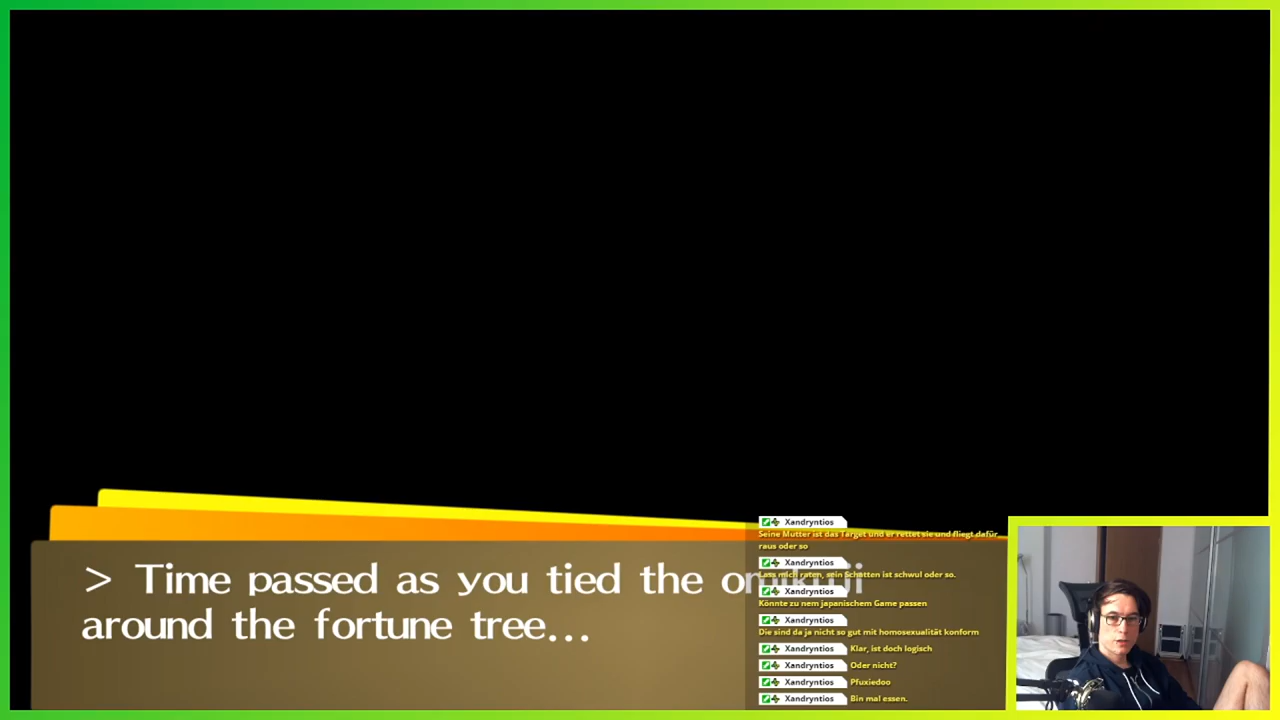 > Time passed as you tied the omikuji
around the fortune tree...
Xandryntios
Seine Mutter ist das Target und er rettet sie und fliegt dafür
raus oder so
Xandryntios
Lass mich raten, sein Schatten ist schwul oder so.
Xandryntios
Könnte zu nem japanischem Game passen
Xandryntios
Die sind da ja nicht so gut mit homosexualität konform
Xandryntios Klar, ist doch logisch
Xandryntios Oder nicht?
Xandryntios Pfuxiedoo
Xandryntios Bin mal essen.